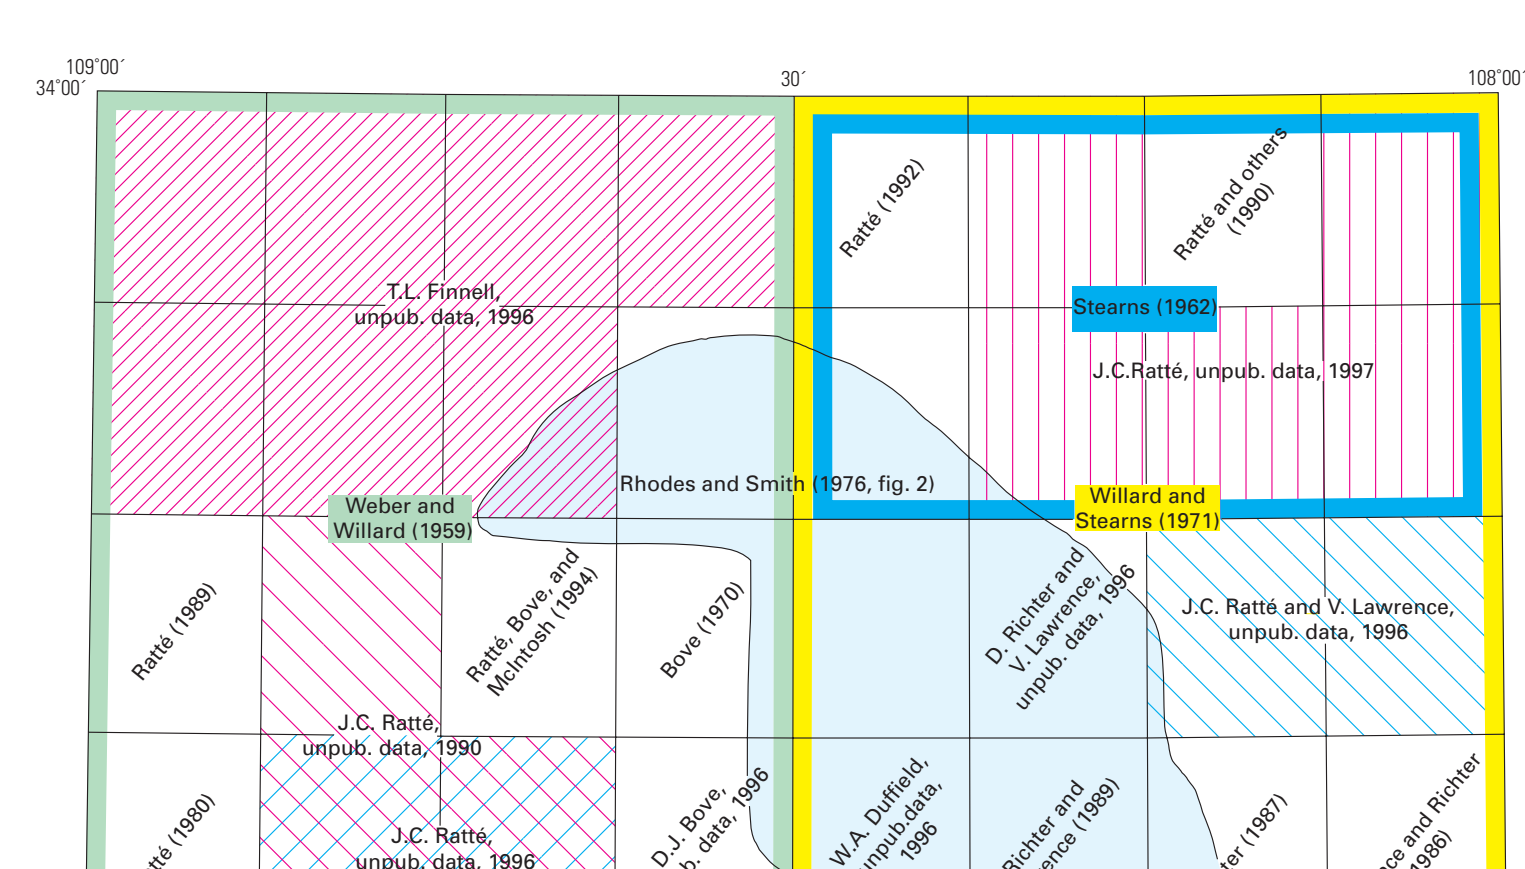 109°00´
34°00´
30´
108°00´
Ratté (1992)
Ratté and others
(1990)
T.L. Finnell,
unpub. data, 1996
Stearns (1962)
J.C.Ratté, unpub. data, 1997
Rhodes and Smith (1976, fig. 2)
Weber and
Willard (1959)
Willard and
Stearns (1971)
Ratté (1989)
Ratté, Bove, and
McIntosh (1994)
Bove (1970)
D. Richter and
V. Lawrence,
unpub. data, 1996
J.C. Ratté and V. Lawrence,
unpub. data, 1996
J.C. Ratté,
unpub. data, 1990
(1980)
J.C. Ratté,
unpub. data, 1996
D.J. Bove,
data, 1996
W.A. Duffield,
data,
1996
Richter and
(1989)
(1987)
and Richter